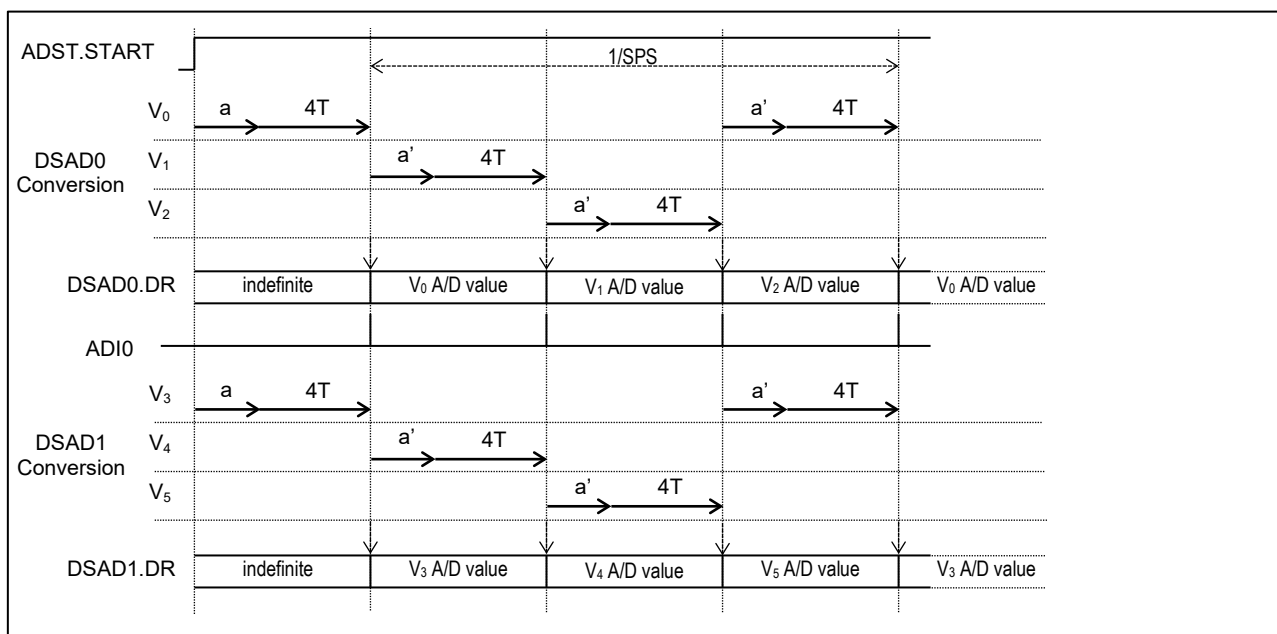 ADST.START
1/SPS
V₀ a 4T a’ 4T
DSAD0
Conversion
V₁ a’ 4T
V₂ a’ 4T
DSAD0.DR indefinite V₀ A/D value V₁ A/D value V₂ A/D value V₀ A/D value
ADI0
V₃ a 4T a’ 4T
DSAD1
Conversion
V₄ a’ 4T
V₅ a’ 4T
DSAD1.DR indefinite V₃ A/D value V₄ A/D value V₅ A/D value V₃ A/D value